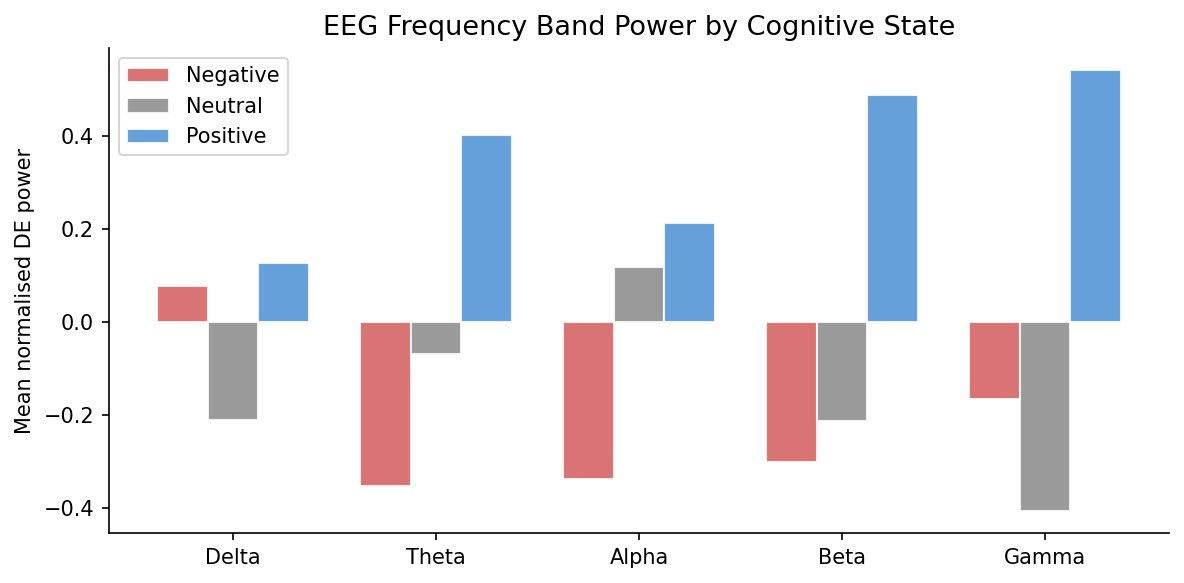 EEG Frequency Band Power by Cognitive State
Negative
Neutral
Positive
Mean normalised DE power
0.4
0.2
0.0
−0.2
−0.4
Delta Theta Alpha Beta Gamma